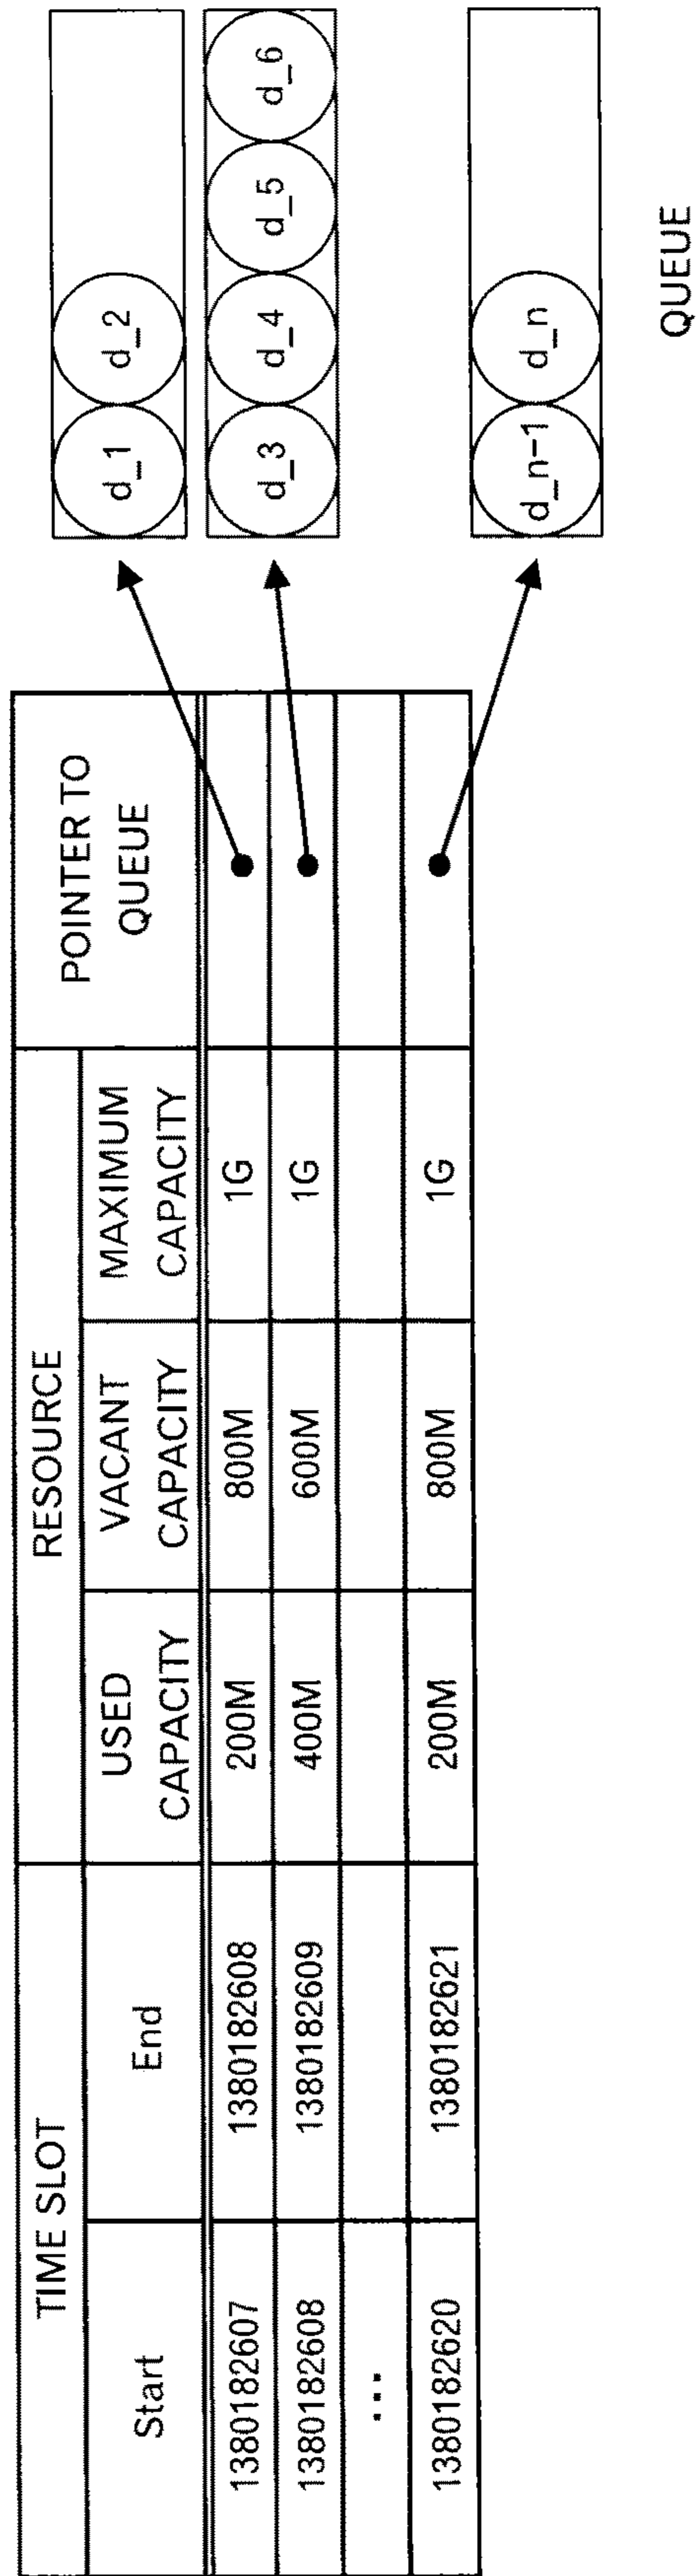 TIME SLOT RESOURCE POINTER TO QUEUE
Start End USED CAPACITY VACANT CAPACITY MAXIMUM CAPACITY
1380182607 1380182608 200M 800M 1G
1380182608 1380182609 400M 600M 1G
...
1380182620 1380182621 200M 800M 1G
d_1 d_2
d_3 d_4 d_5 d_6
d_n-1 d_n
QUEUE